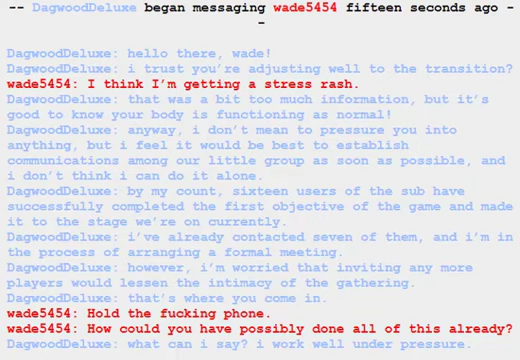 -- DagwoodDeluxe began messaging wade5454 fifteen seconds ago -
-
DagwoodDeluxe: hello there, wade!
DagwoodDeluxe: i trust you're adjusting well to the transition?
wade5454: I think I'm getting a stress rash.
DagwoodDeluxe: that was a bit too much information, but it's
good to know your body is functioning as normal!
DagwoodDeluxe: anyway, i don't mean to pressure you into
anything, but i feel it would be best to establish
communications among our little group as soon as possible, and
i don't think i can do it alone.
DagwoodDeluxe: by my count, sixteen users of the sub have
successfully completed the first objective of the game and made
it to the stage we're on currently.
DagwoodDeluxe: i've already contacted seven of them, and i'm in
the process of arranging a formal meeting.
DagwoodDeluxe: however, i'm worried that inviting any more
players would lessen the intimacy of the gathering.
DagwoodDeluxe: that's where you come in.
wade5454: Hold the fucking phone.
wade5454: How could you have possibly done all of this already?
DagwoodDeluxe: what can i say? i work well under pressure.